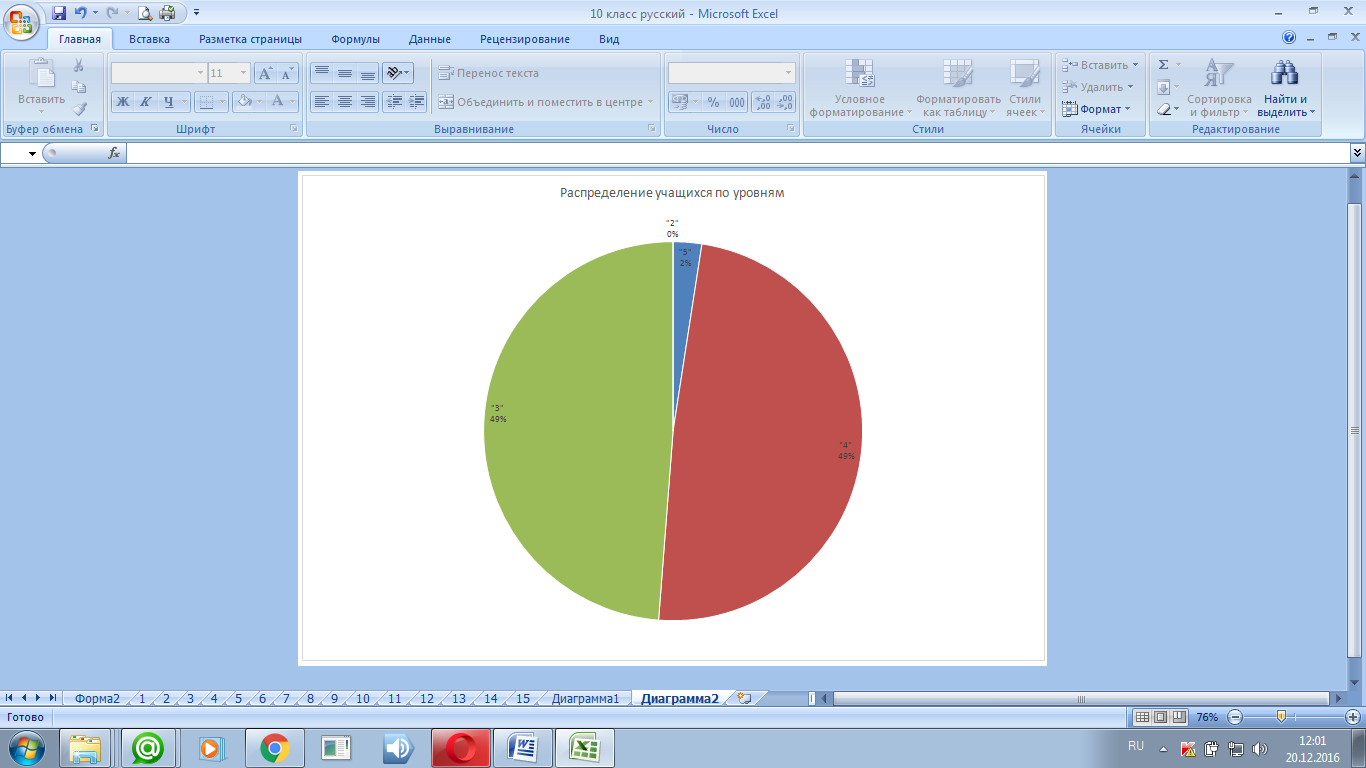 10 класс русский - Microsoft Excel
Главная Вставка Разметка страницы Формулы Данные Рецензирование Вид
11
Перенос текста
Вставить
Ж К Ч
Объединить и поместить в центре
% 000
Условное форматирование
Форматировать как таблицу
Стили ячеек
Вставить
Удалить
Формат
Σ
Сортировка и фильтр
Найти и выделить
Буфер обмена Шрифт Выравнивание Число Стили Ячейки Редактирование
fx
Распределение учащихся по уровням
"2"
0%
"5"
2%
"3"
49%
"4"
49%
Форма2 1 2 3 4 5 6 7 8 9 10 11 12 13 14 15 Диаграмма1 Диаграмма2
Готово 76%
RU 12:01
20.12.2016